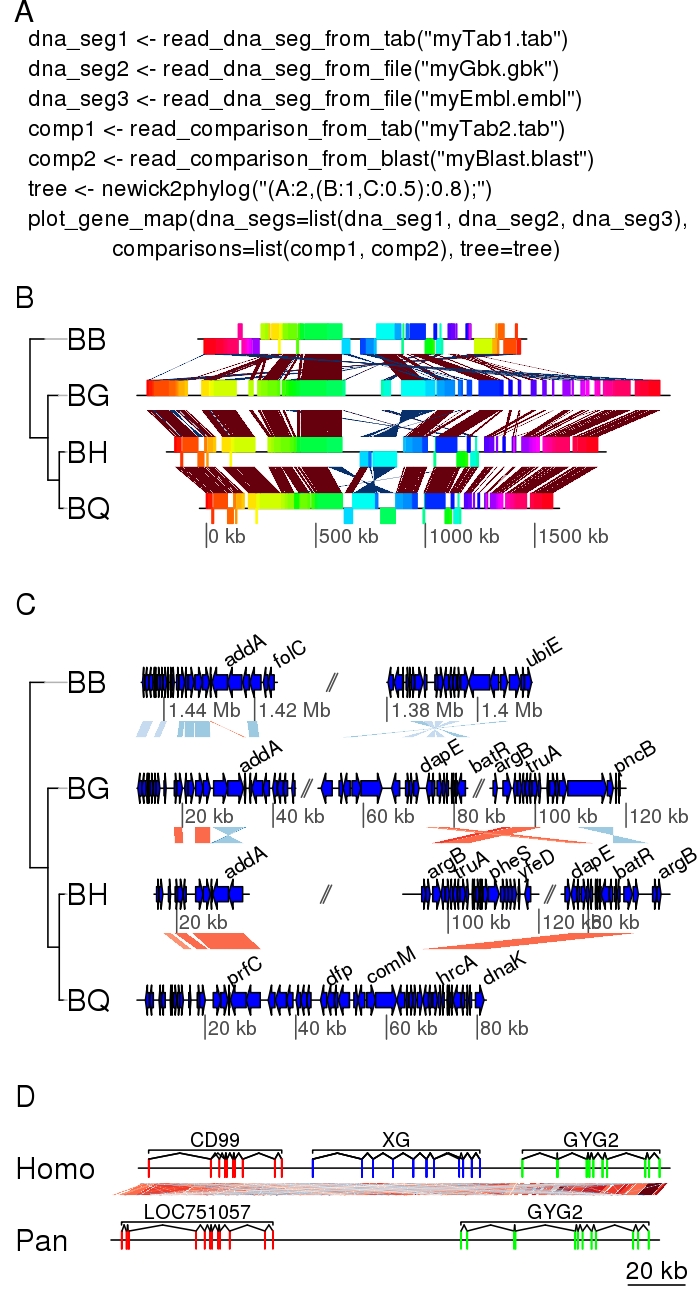 A
dna_seg1 <- read_dna_seg_from_tab("myTab1.tab")
dna_seg2 <- read_dna_seg_from_file("myGbk.gbk")
dna_seg3 <- read_dna_seg_from_file("myEmbl.embl")
comp1 <- read_comparison_from_tab("myTab2.tab")
comp2 <- read_comparison_from_blast("myBlast.blast")
tree <- newick2phylog("(A:2,(B:1,C:0.5):0.8);")
plot_gene_map(dna_segs=list(dna_seg1, dna_seg2, dna_seg3),
comparisons=list(comp1, comp2), tree=tree)
B
BB
BG
BH
BQ
0 kb 500 kb 1000 kb 1500 kb
C
addA folC ubiE
BB
1.44 Mb 1.42 Mb 1.38 Mb 1.4 Mb
addA dapE batR argB truA pncB
BG
20 kb 40 kb 60 kb 80 kb 100 kb 120 kb
addA argB truA pheS yfeD dapE batR argB
BH
20 kb 100 kb 120 kb 80 kb
prfC dfp comM hrcA dnaK
BQ
20 kb 40 kb 60 kb 80 kb
D
CD99 XG GYG2
Homo
LOC751057 GYG2
Pan
20 kb